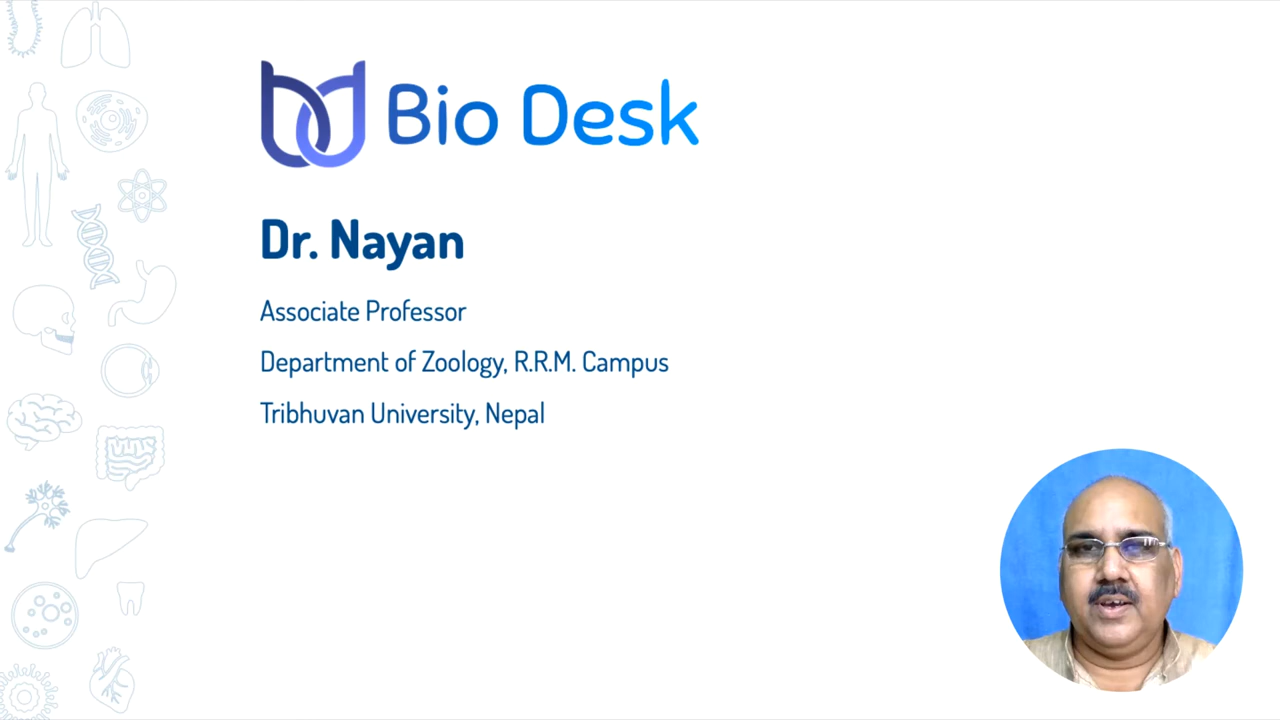 Bio Desk
Dr. Nayan
Associate Professor
Department of Zoology, R.R.M. Campus
Tribhuvan University, Nepal